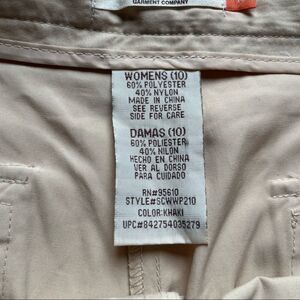 GARMENT COMPANY
WOMENS (10)
60% POLYESTER
40% NYLON
MADE IN CHINA
SEE REVERSE
SIDE FOR CARE
DAMAS (10)
60% POLIESTER
40% NILON
HECHO EN CHINA
VER AL DORSO
PARA CUIDADO
RN#95610
STYLE#SCWWP210
COLOR:KHAKI
UPC#842754035279